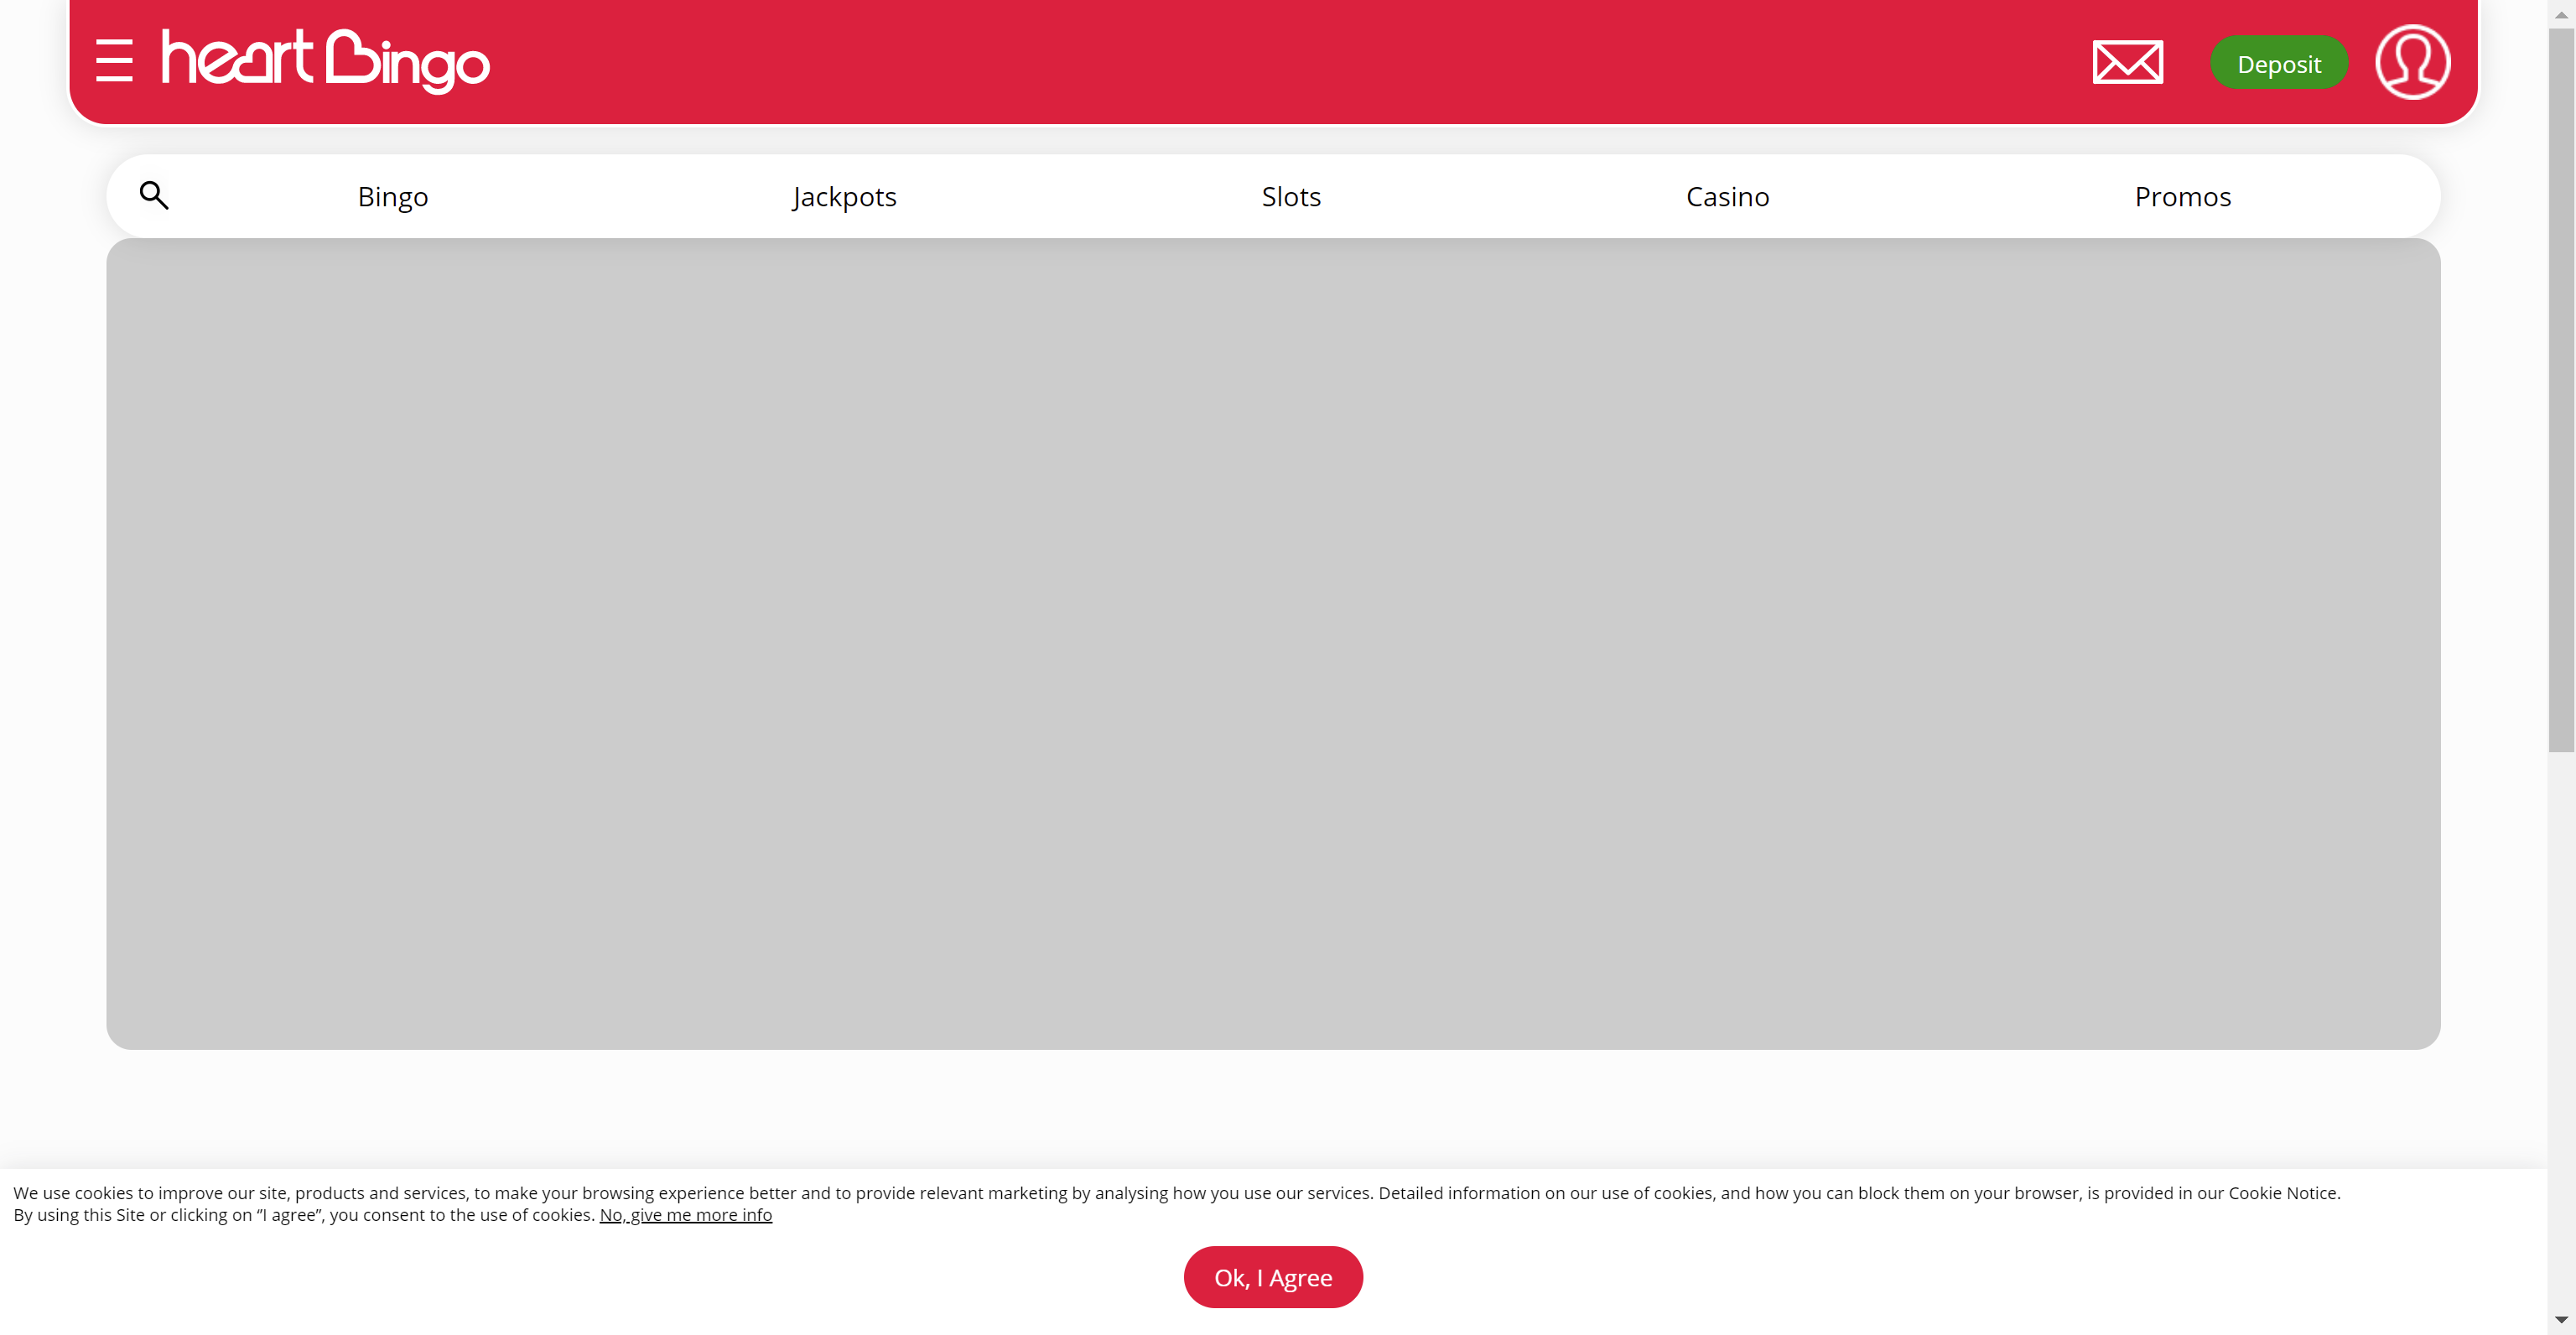 heart Bingo
Deposit
Bingo
Jackpots
Slots
Casino
Promos
We use cookies to improve our site, products and services, to make your browsing experience better and to provide relevant marketing by analysing how you use our services. Detailed information on our use of cookies, and how you can block them on your browser, is provided in our Cookie Notice.
By using this Site or clicking on “I agree”, you consent to the use of cookies. No, give me more info
Ok, I Agree